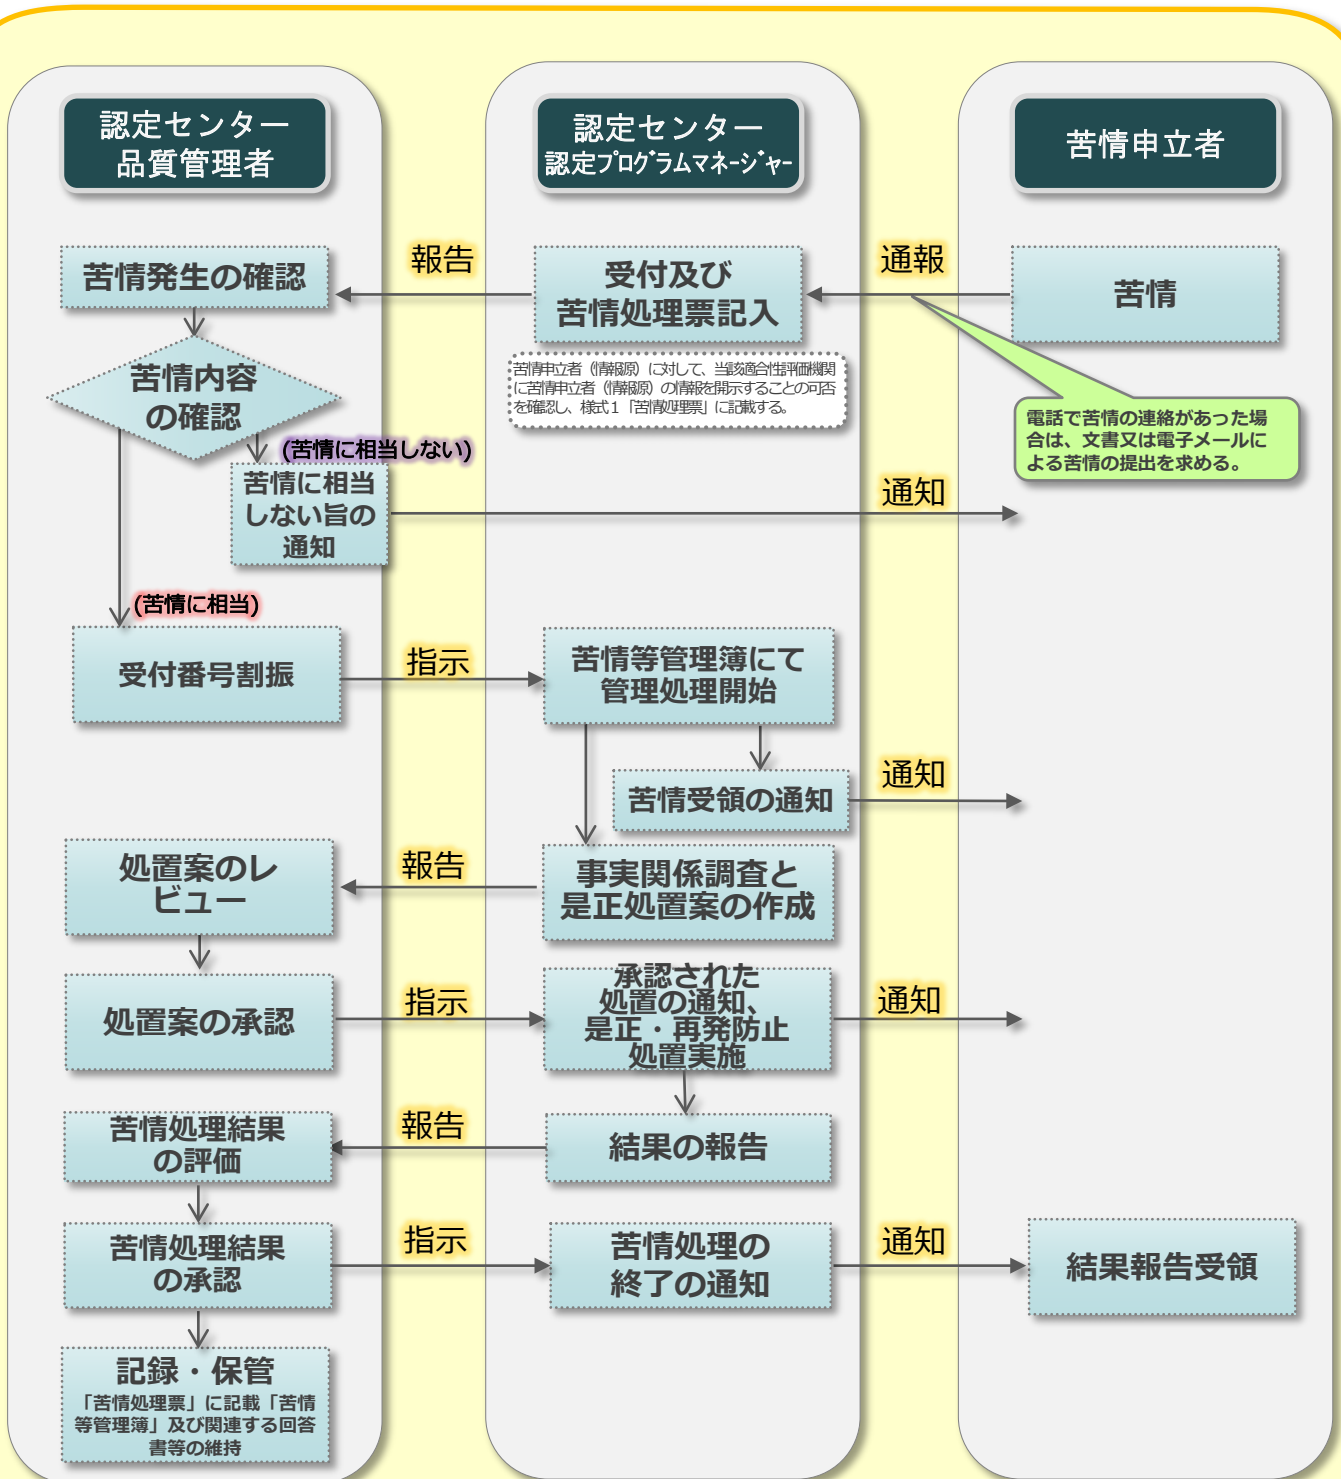 認定センター
品質管理者
認定センター
認定プログラムマネージャー
苦情申立者
苦情発生の確認
報告
受付及び
苦情処理票記入
通報
苦情
苦情申立者（情報源）に対して、当該適合性評価機関
に苦情申立者（情報源）の情報を開示することの可否
を確認し、様式１「苦情処理票」に記載する。
電話で苦情の連絡があった場
合は、文書又は電子メールに
よる苦情の提出を求める。
苦情内容
の確認
(苦情に相当しない)
苦情に相当
しない旨の
通知
通知
(苦情に相当)
受付番号割振
指示
苦情等管理簿にて
管理処理開始
苦情受領の通知
通知
事実関係調査と
是正処置案の作成
報告
処置案のレ
ビュー
処置案の承認
指示
承認された
処置の通知、
是正・再発防止
処置実施
通知
結果の報告
報告
苦情処理結果
の評価
苦情処理結果
の承認
指示
苦情処理の
終了の通知
通知
結果報告受領
記録・保管
「苦情処理票」に記載「苦情
等管理簿」及び関連する回答
書等の維持